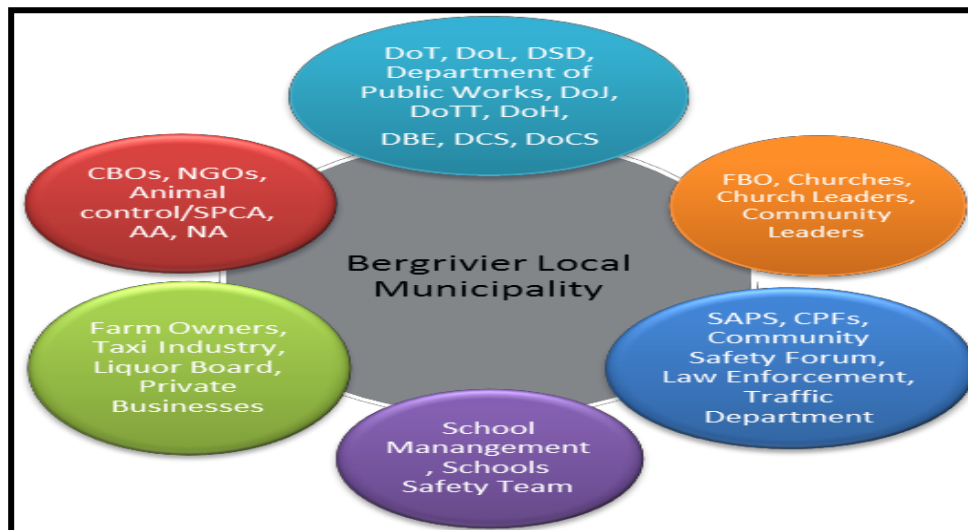 DoT, DoL, DSD,
Department of
Public Works, DoJ,
DoTT, DoH,
DBE, DCS, DoCS
FBO, Churches,
Church Leaders,
Community
Leaders
SAPS, CPFs,
Community
Safety Forum,
Law Enforcement,
Traffic
Department
School
Manangement
, Schools
Safety Team
Farm Owners,
Taxi Industry,
Liquor Board,
Private
Businesses
CBOs, NGOs,
Animal
control/SPCA,
AA, NA
Bergrivier Local
Municipality